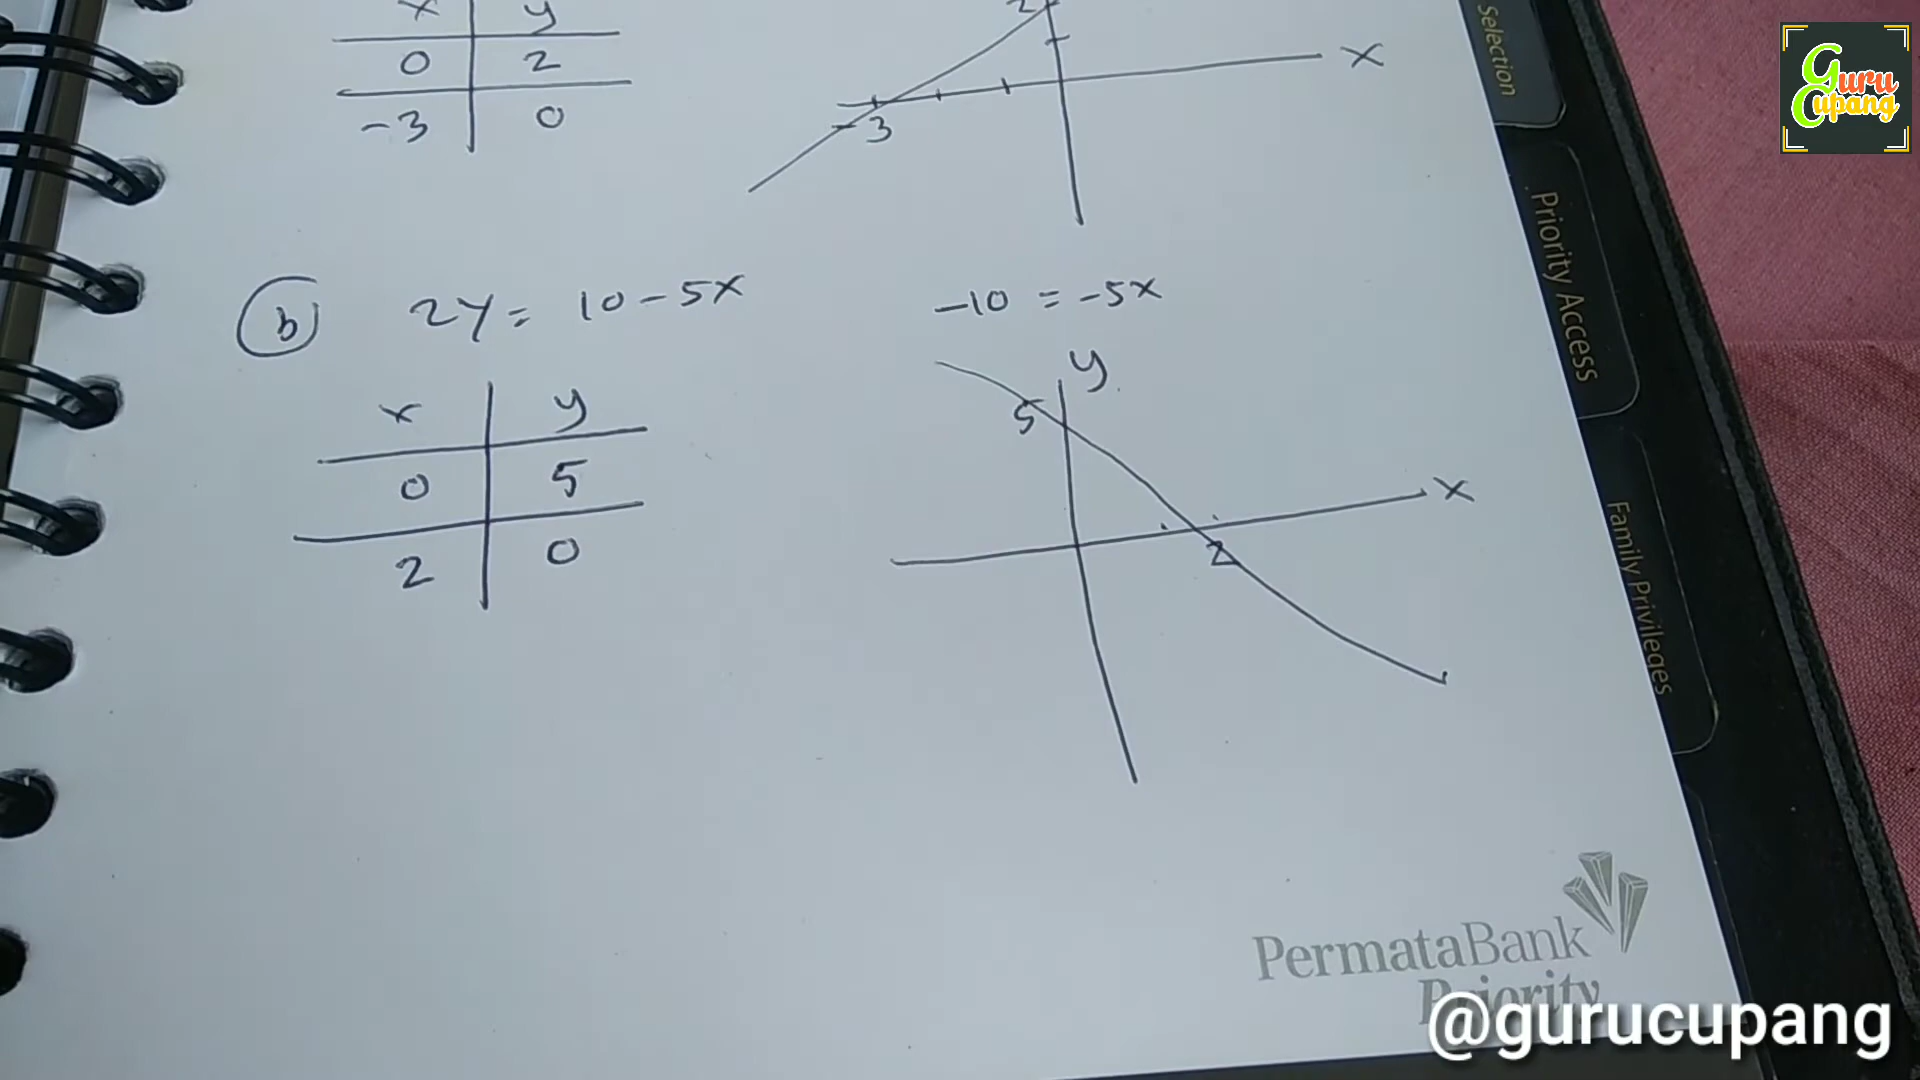 x y
0 2
-3 0
2
x
-3
Selection
Guru
Cupang
Priority Access
Family Privileges
b 2y = 10 - 5x
-10 = -5x
x y
0 5
2 0
y
5
x
2
PermataBank
Priority
@gurucupang